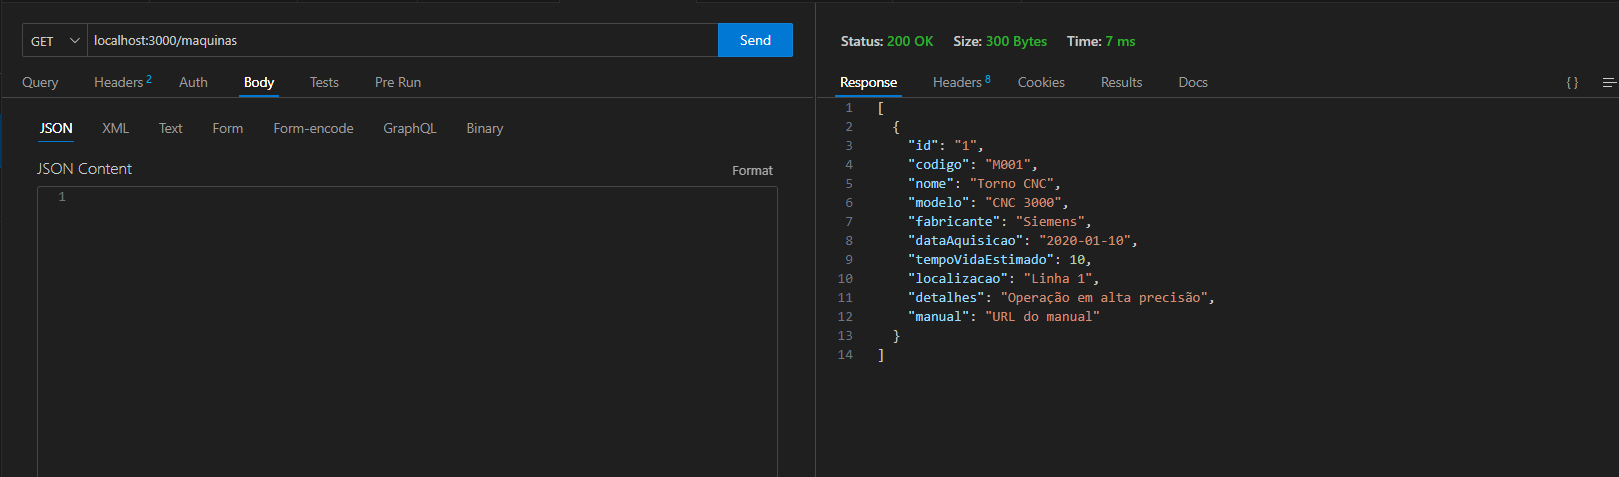 GET localhost:3000/maquinas Send
Query Headers 2 Auth Body Tests Pre Run
JSON XML Text Form Form-encode GraphQL Binary
JSON Content Format
1
Status: 200 OK Size: 300 Bytes Time: 7 ms
Response Headers 8 Cookies Results Docs { }
1 [
2 {
3 "id": "1",
4 "codigo": "M001",
5 "nome": "Torno CNC",
6 "modelo": "CNC 3000",
7 "fabricante": "Siemens",
8 "dataAquisicao": "2020-01-10",
9 "tempoVidaEstimado": 10,
10 "localizacao": "Linha 1",
11 "detalhes": "Operação em alta precisão",
12 "manual": "URL do manual"
13 }
14 ]